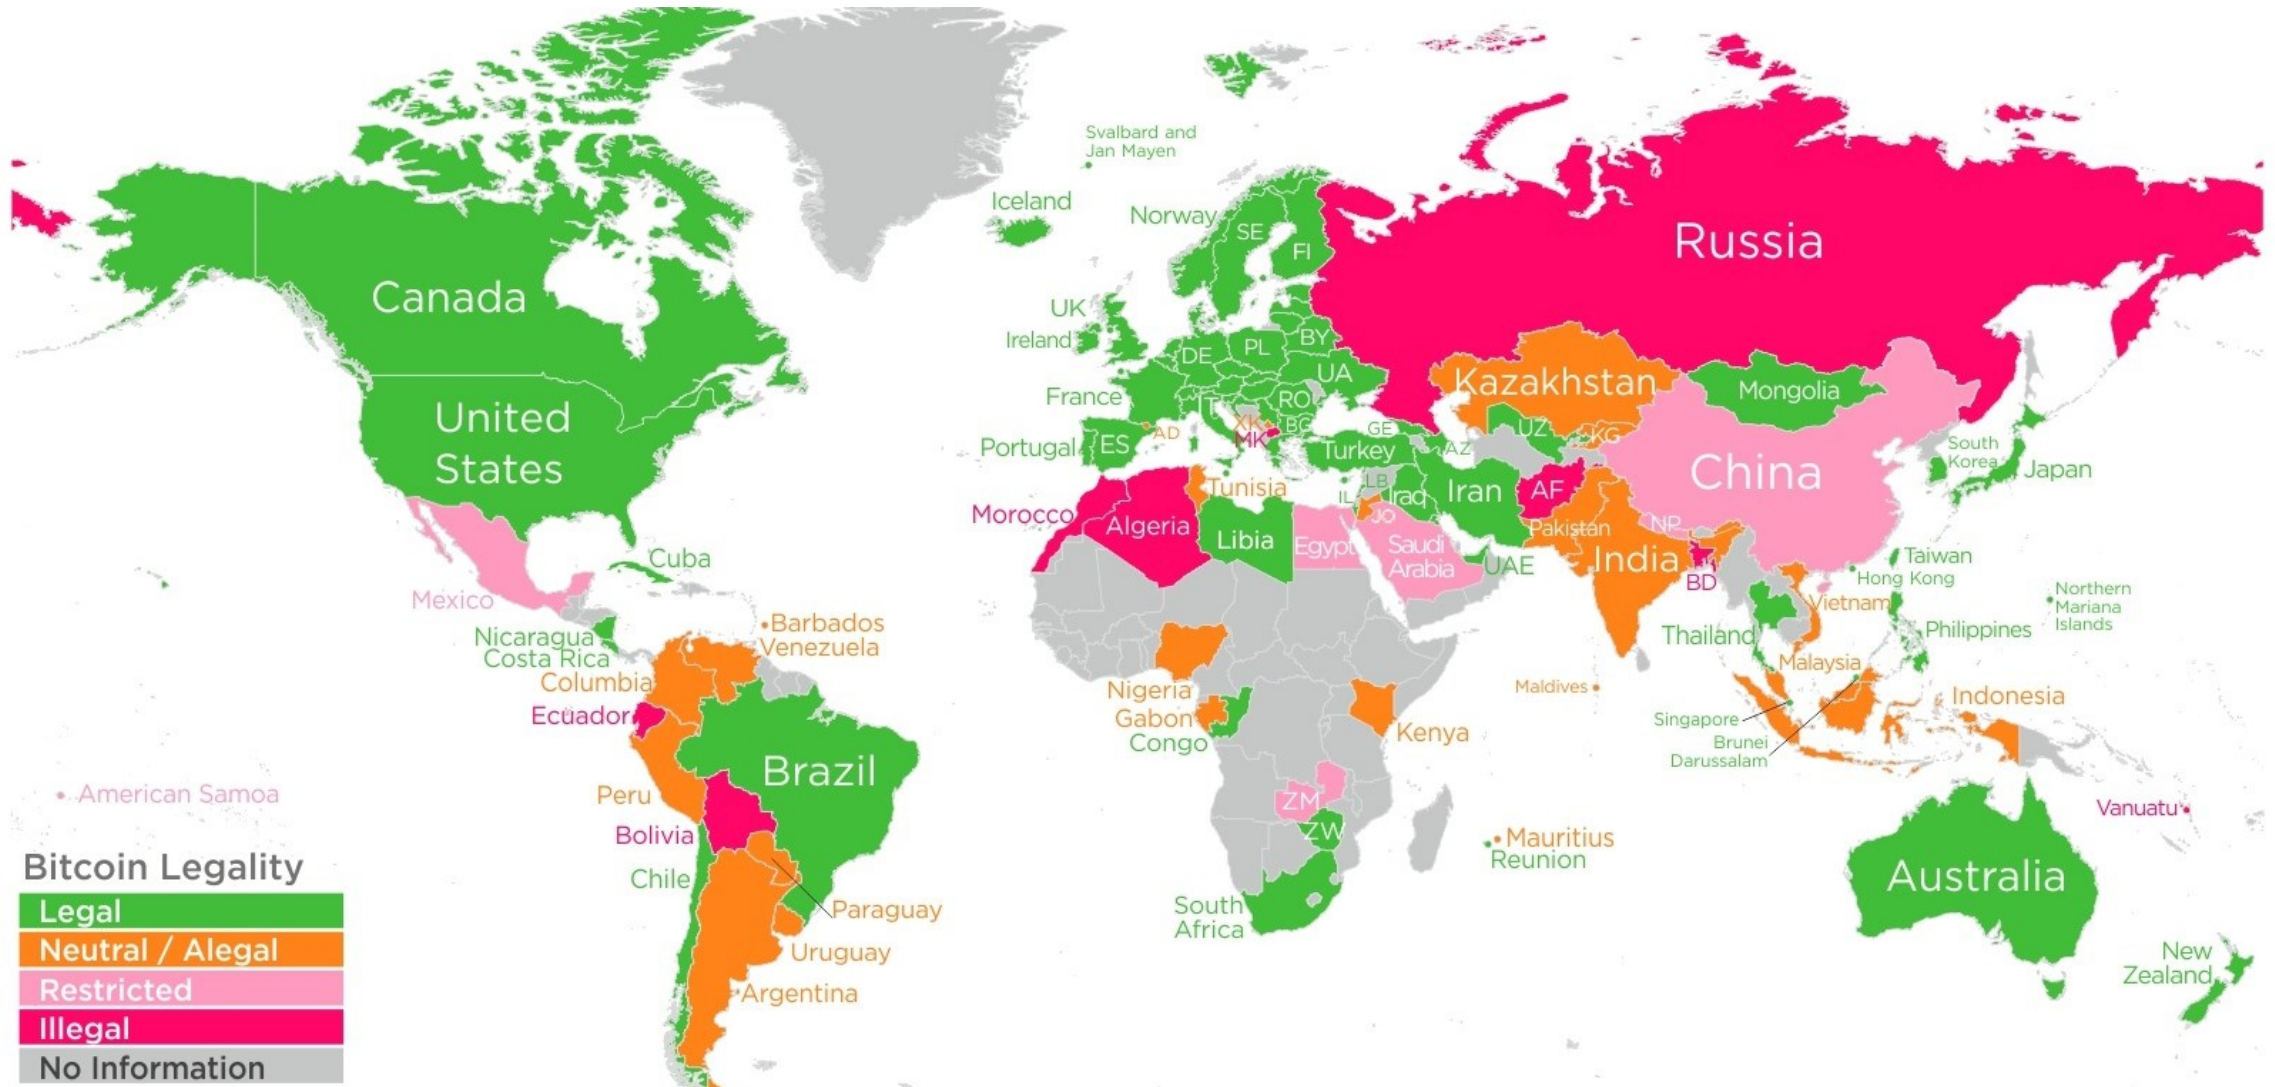 Svalbard and
Jan Mayen
Iceland
Norway
SE
FI
Russia
Canada
UK
Ireland
BY
PL
DE
UA
France
Kazakhstan
Mongolia
RO
IT
United
States
Portugal
ES
AD
XK
MK
BG
GE
Turkey
AZ
UZ
KG
China
South
Korea
Japan
Morocco
Algeria
Tunisia
Libia
Egypt
IL
LB
JO
Iraq
Iran
AF
Saudi
Arabia
UAE
Pakistan
India
NP
BD
Taiwan
Hong Kong
Northern
Mariana
Islands
Cuba
Mexico
Nicaragua
Costa Rica
Barbados
Venezuela
Columbia
Ecuador
Thailand
Vietnam
Philippines
Malaysia
Maldives
Indonesia
Singapore
Brunei
Darussalam
Nigeria
Gabon
Congo
Kenya
Brazil
Peru
Bolivia
American Samoa
ZM
ZW
Mauritius
Reunion
Vanuatu
Chile
Paraguay
Uruguay
Argentina
South
Africa
Australia
New
Zealand
Bitcoin Legality
Legal
Neutral / Alegal
Restricted
Illegal
No Information